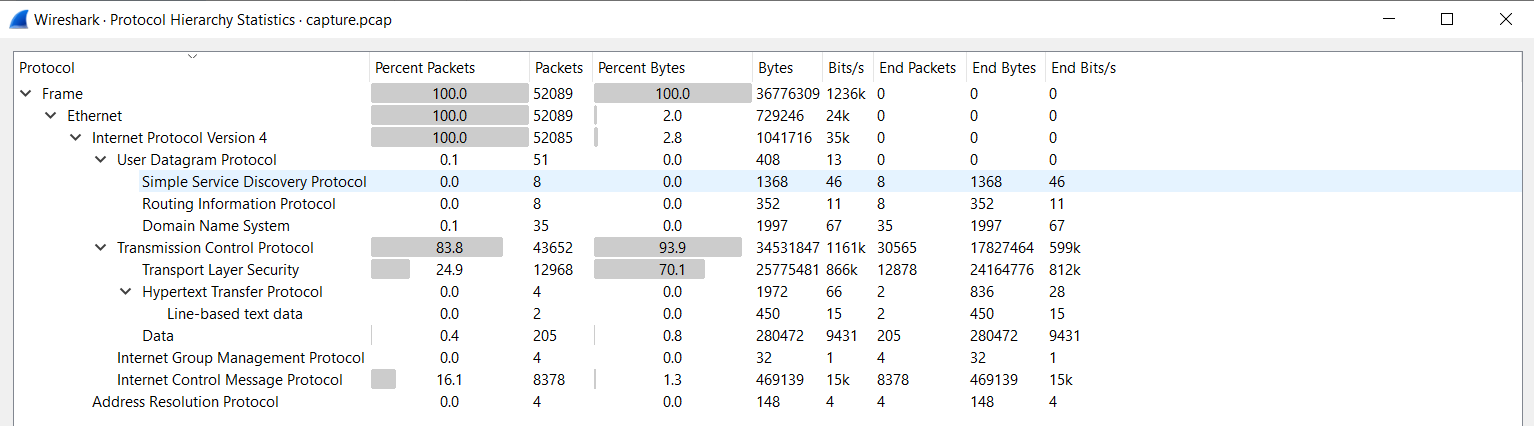 Wireshark · Protocol Hierarchy Statistics · capture.pcap
Protocol Percent Packets Packets Percent Bytes Bytes Bits/s End Packets End Bytes End Bits/s
Frame 100.0 52089 100.0 36776309 1236k 0 0 0
Ethernet 100.0 52089 2.0 729246 24k 0 0 0
Internet Protocol Version 4 100.0 52085 2.8 1041716 35k 0 0 0
User Datagram Protocol 0.1 51 0.0 408 13 0 0 0
Simple Service Discovery Protocol 0.0 8 0.0 1368 46 8 1368 46
Routing Information Protocol 0.0 8 0.0 352 11 8 352 11
Domain Name System 0.1 35 0.0 1997 67 35 1997 67
Transmission Control Protocol 83.8 43652 93.9 34531847 1161k 30565 17827464 599k
Transport Layer Security 24.9 12968 70.1 25775481 866k 12878 24164776 812k
Hypertext Transfer Protocol 0.0 4 0.0 1972 66 2 836 28
Line-based text data 0.0 2 0.0 450 15 2 450 15
Data 0.4 205 0.8 280472 9431 205 280472 9431
Internet Group Management Protocol 0.0 4 0.0 32 1 4 32 1
Internet Control Message Protocol 16.1 8378 1.3 469139 15k 8378 469139 15k
Address Resolution Protocol 0.0 4 0.0 148 4 4 148 4